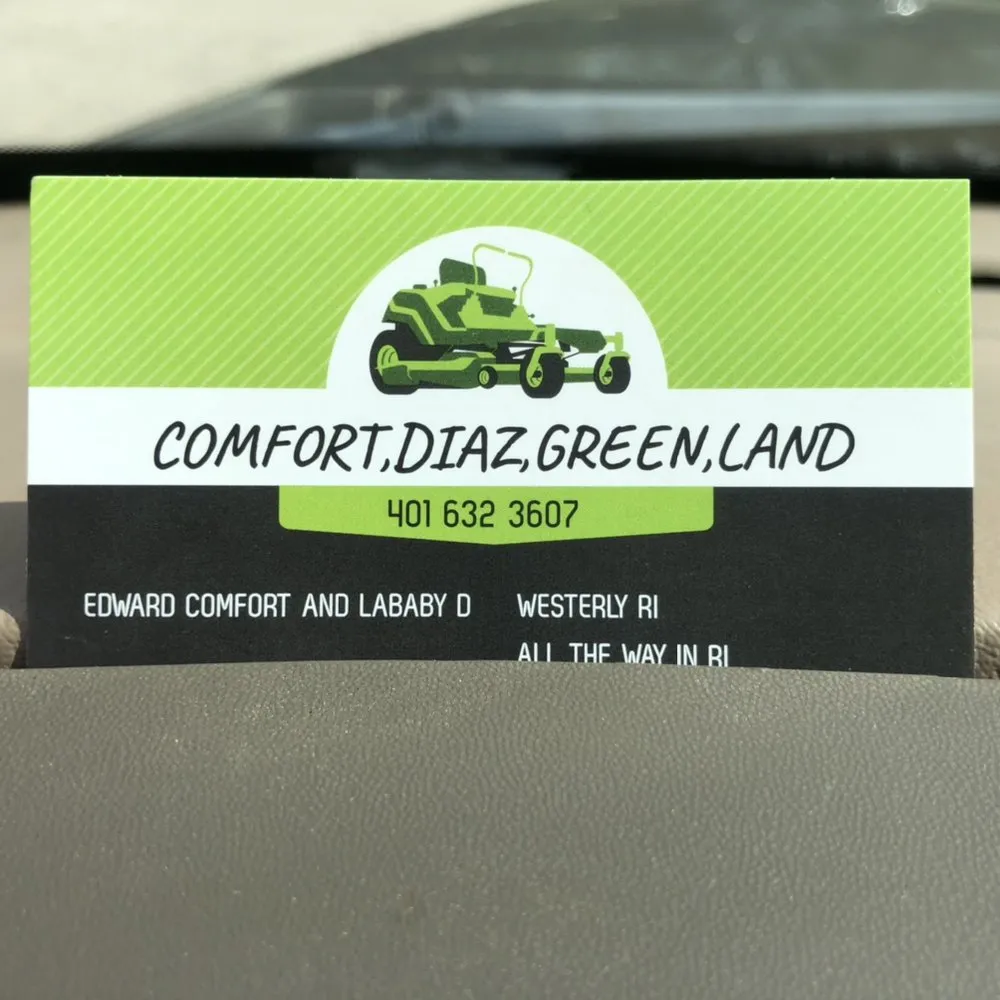 COMFORT,DIAZ,GREEN,LAND
401 632 3607
EDWARD COMFORT AND LABABY D
WESTERLY RI
ALL THE WAY IN RI